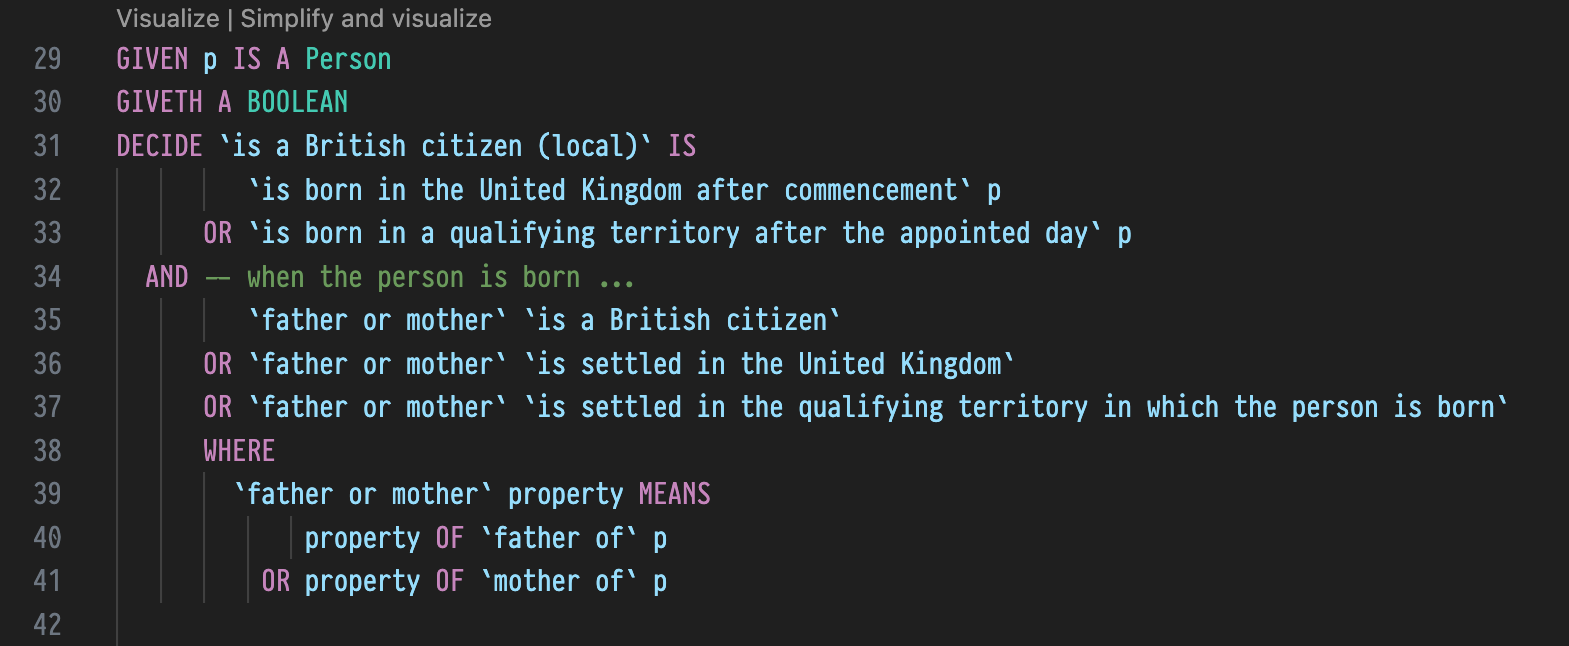 Visualize | Simplify and visualize
29 GIVEN p IS A Person
30 GIVETH A BOOLEAN
31 DECIDE `is a British citizen (local)` IS
32 `is born in the United Kingdom after commencement` p
33 OR `is born in a qualifying territory after the appointed day` p
34 AND -- when the person is born ...
35 `father or mother` `is a British citizen`
36 OR `father or mother` `is settled in the United Kingdom`
37 OR `father or mother` `is settled in the qualifying territory in which the person is born`
38 WHERE
39 `father or mother` property MEANS
40 property OF `father of` p
41 OR property OF `mother of` p
42